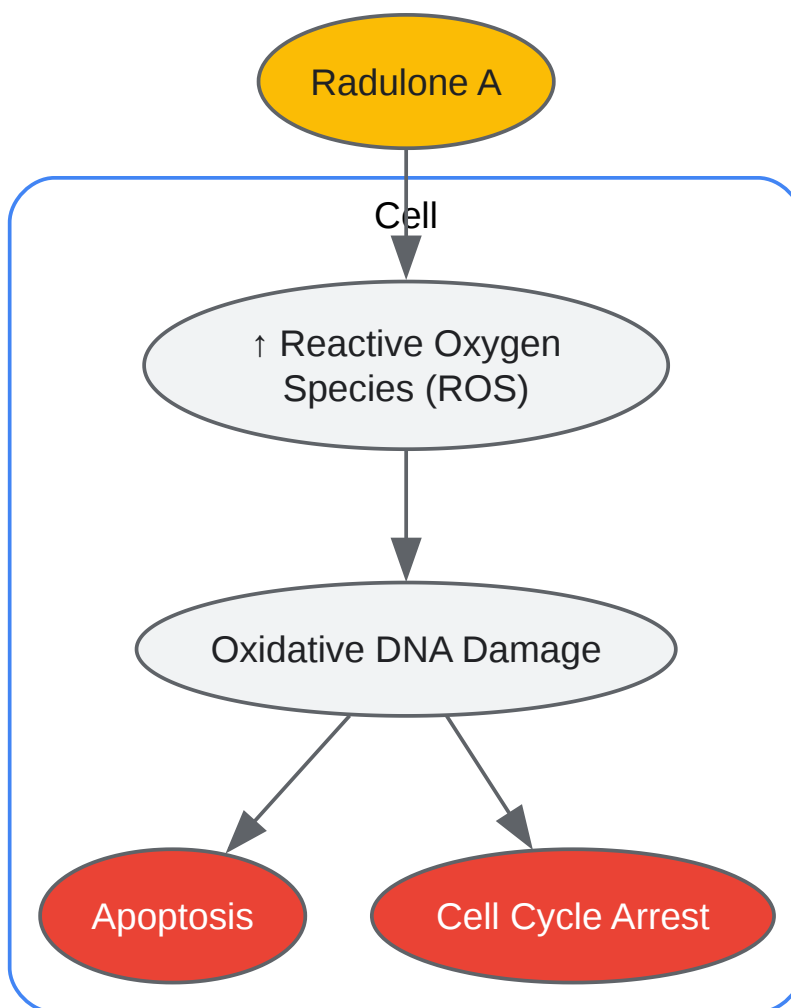 Radulone A
Cell
↑ Reactive Oxygen
Species (ROS)
Oxidative DNA Damage
Apoptosis
Cell Cycle Arrest